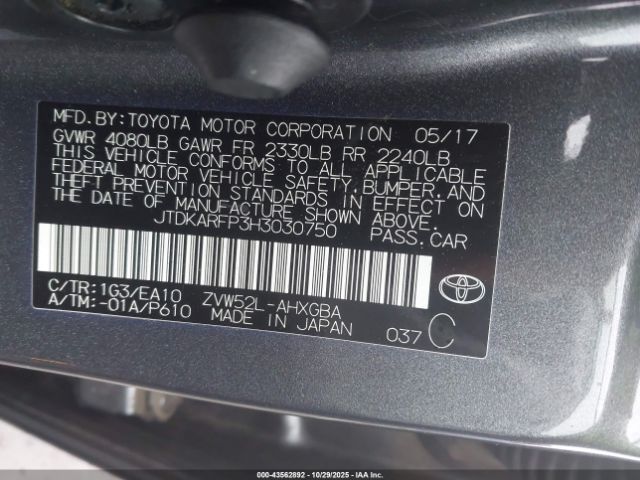 MFD. BY: TOYOTA MOTOR CORPORATION 05/17
GVWR 4080LB GAWR FR 2330LB RR 2240LB
THIS VEHICLE CONFORMS TO ALL APPLICABLE
FEDERAL MOTOR VEHICLE SAFETY, BUMPER, AND
THEFT PREVENTION STANDARDS IN EFFECT ON
THE DATE OF MANUFACTURE SHOWN ABOVE.
JTDKARFP3H3030750 PASS. CAR
C/TR: 1G3/EA10 ZVW52L-AHXGBA
A/TM: -01A/P610 MADE IN JAPAN 037 C
TOYOTA
000-43562892 | 10/29/2025 | IAAI.COM